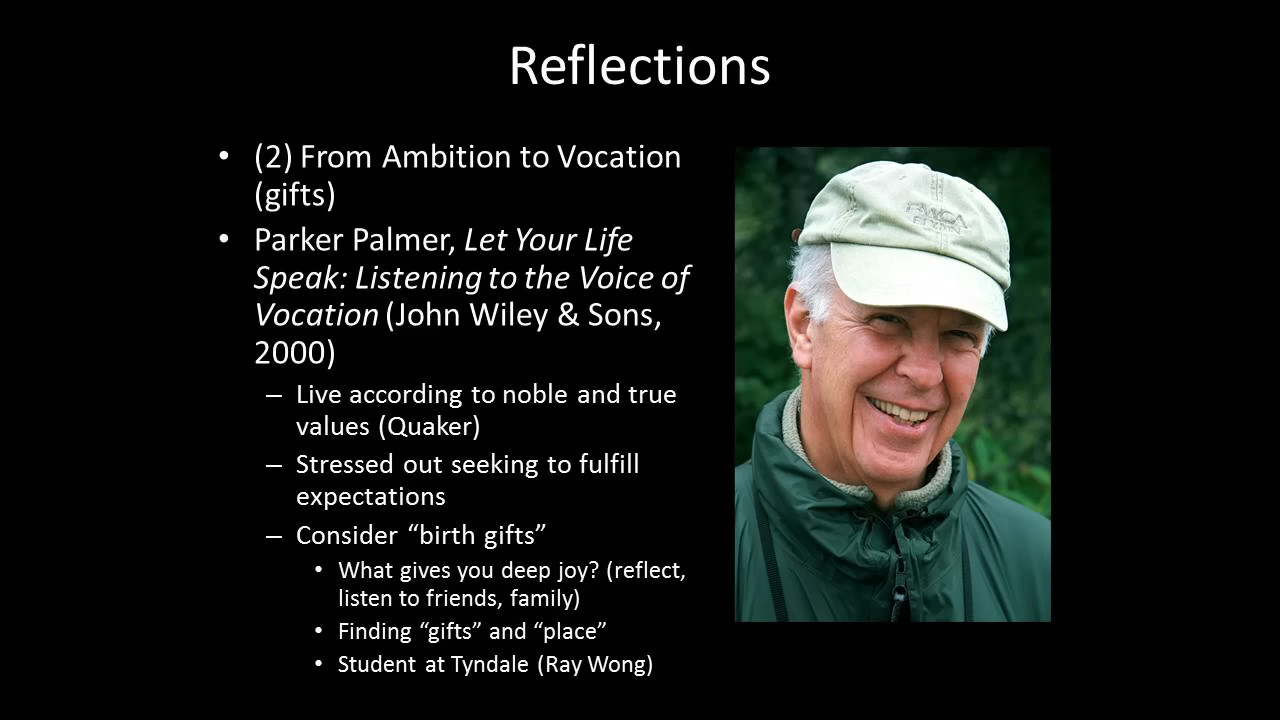 Reflections
• (2) From Ambition to Vocation
(gifts)
• Parker Palmer, Let Your Life
Speak: Listening to the Voice of
Vocation (John Wiley & Sons,
2000)
– Live according to noble and true
values (Quaker)
– Stressed out seeking to fulfill
expectations
– Consider “birth gifts”
• What gives you deep joy? (reflect,
listen to friends, family)
• Finding “gifts” and “place”
• Student at Tyndale (Ray Wong)